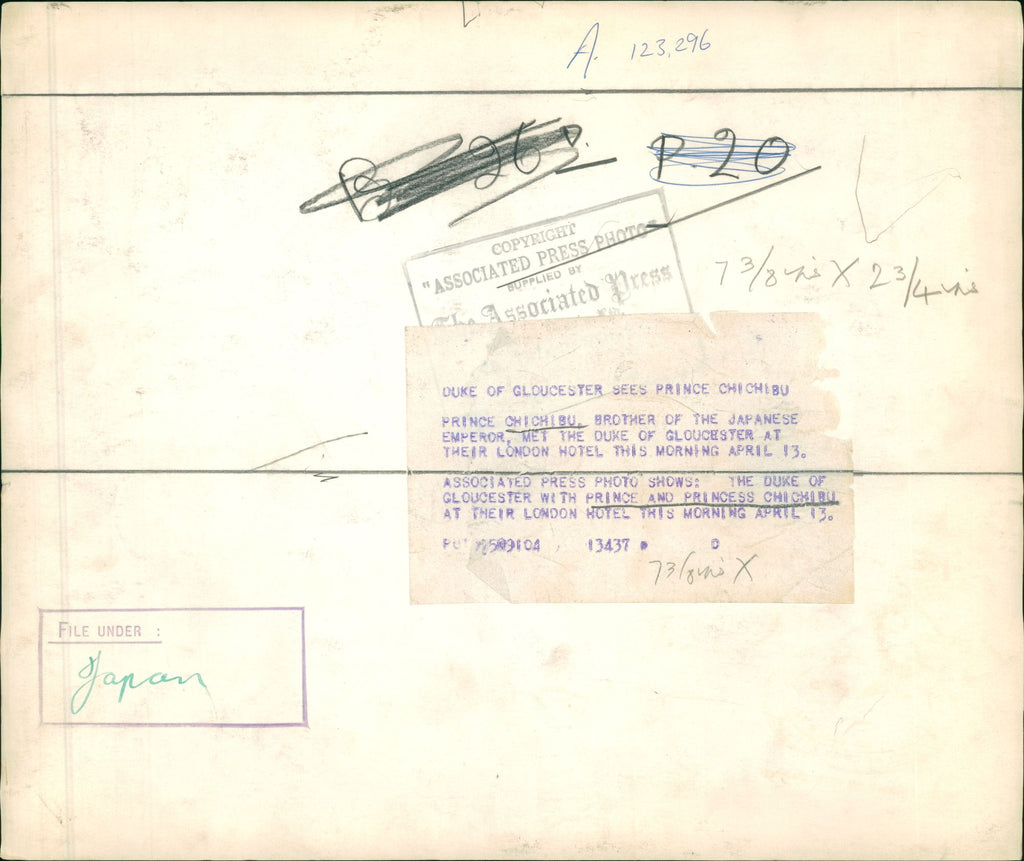 A. 123,296
P. 26
P. 20
COPYRIGHT
"ASSOCIATED PRESS PHOTO"
SUPPLIED BY
The Associated Press
7 3/8 ins X 2 3/4 ins
DUKE OF GLOUCESTER SEES PRINCE CHICHIBU
PRINCE CHICHIBU, BROTHER OF THE JAPANESE
EMPEROR, MET THE DUKE OF GLOUCESTER AT
THEIR LONDON HOTEL THIS MORNING APRIL 13.
ASSOCIATED PRESS PHOTO SHOWS: THE DUKE OF
GLOUCESTER WITH PRINCE AND PRINCESS CHICHIBU
AT THEIR LONDON HOTEL THIS MORNING APRIL 13.
13437
7 3/8 ins X
FILE UNDER :
Japan